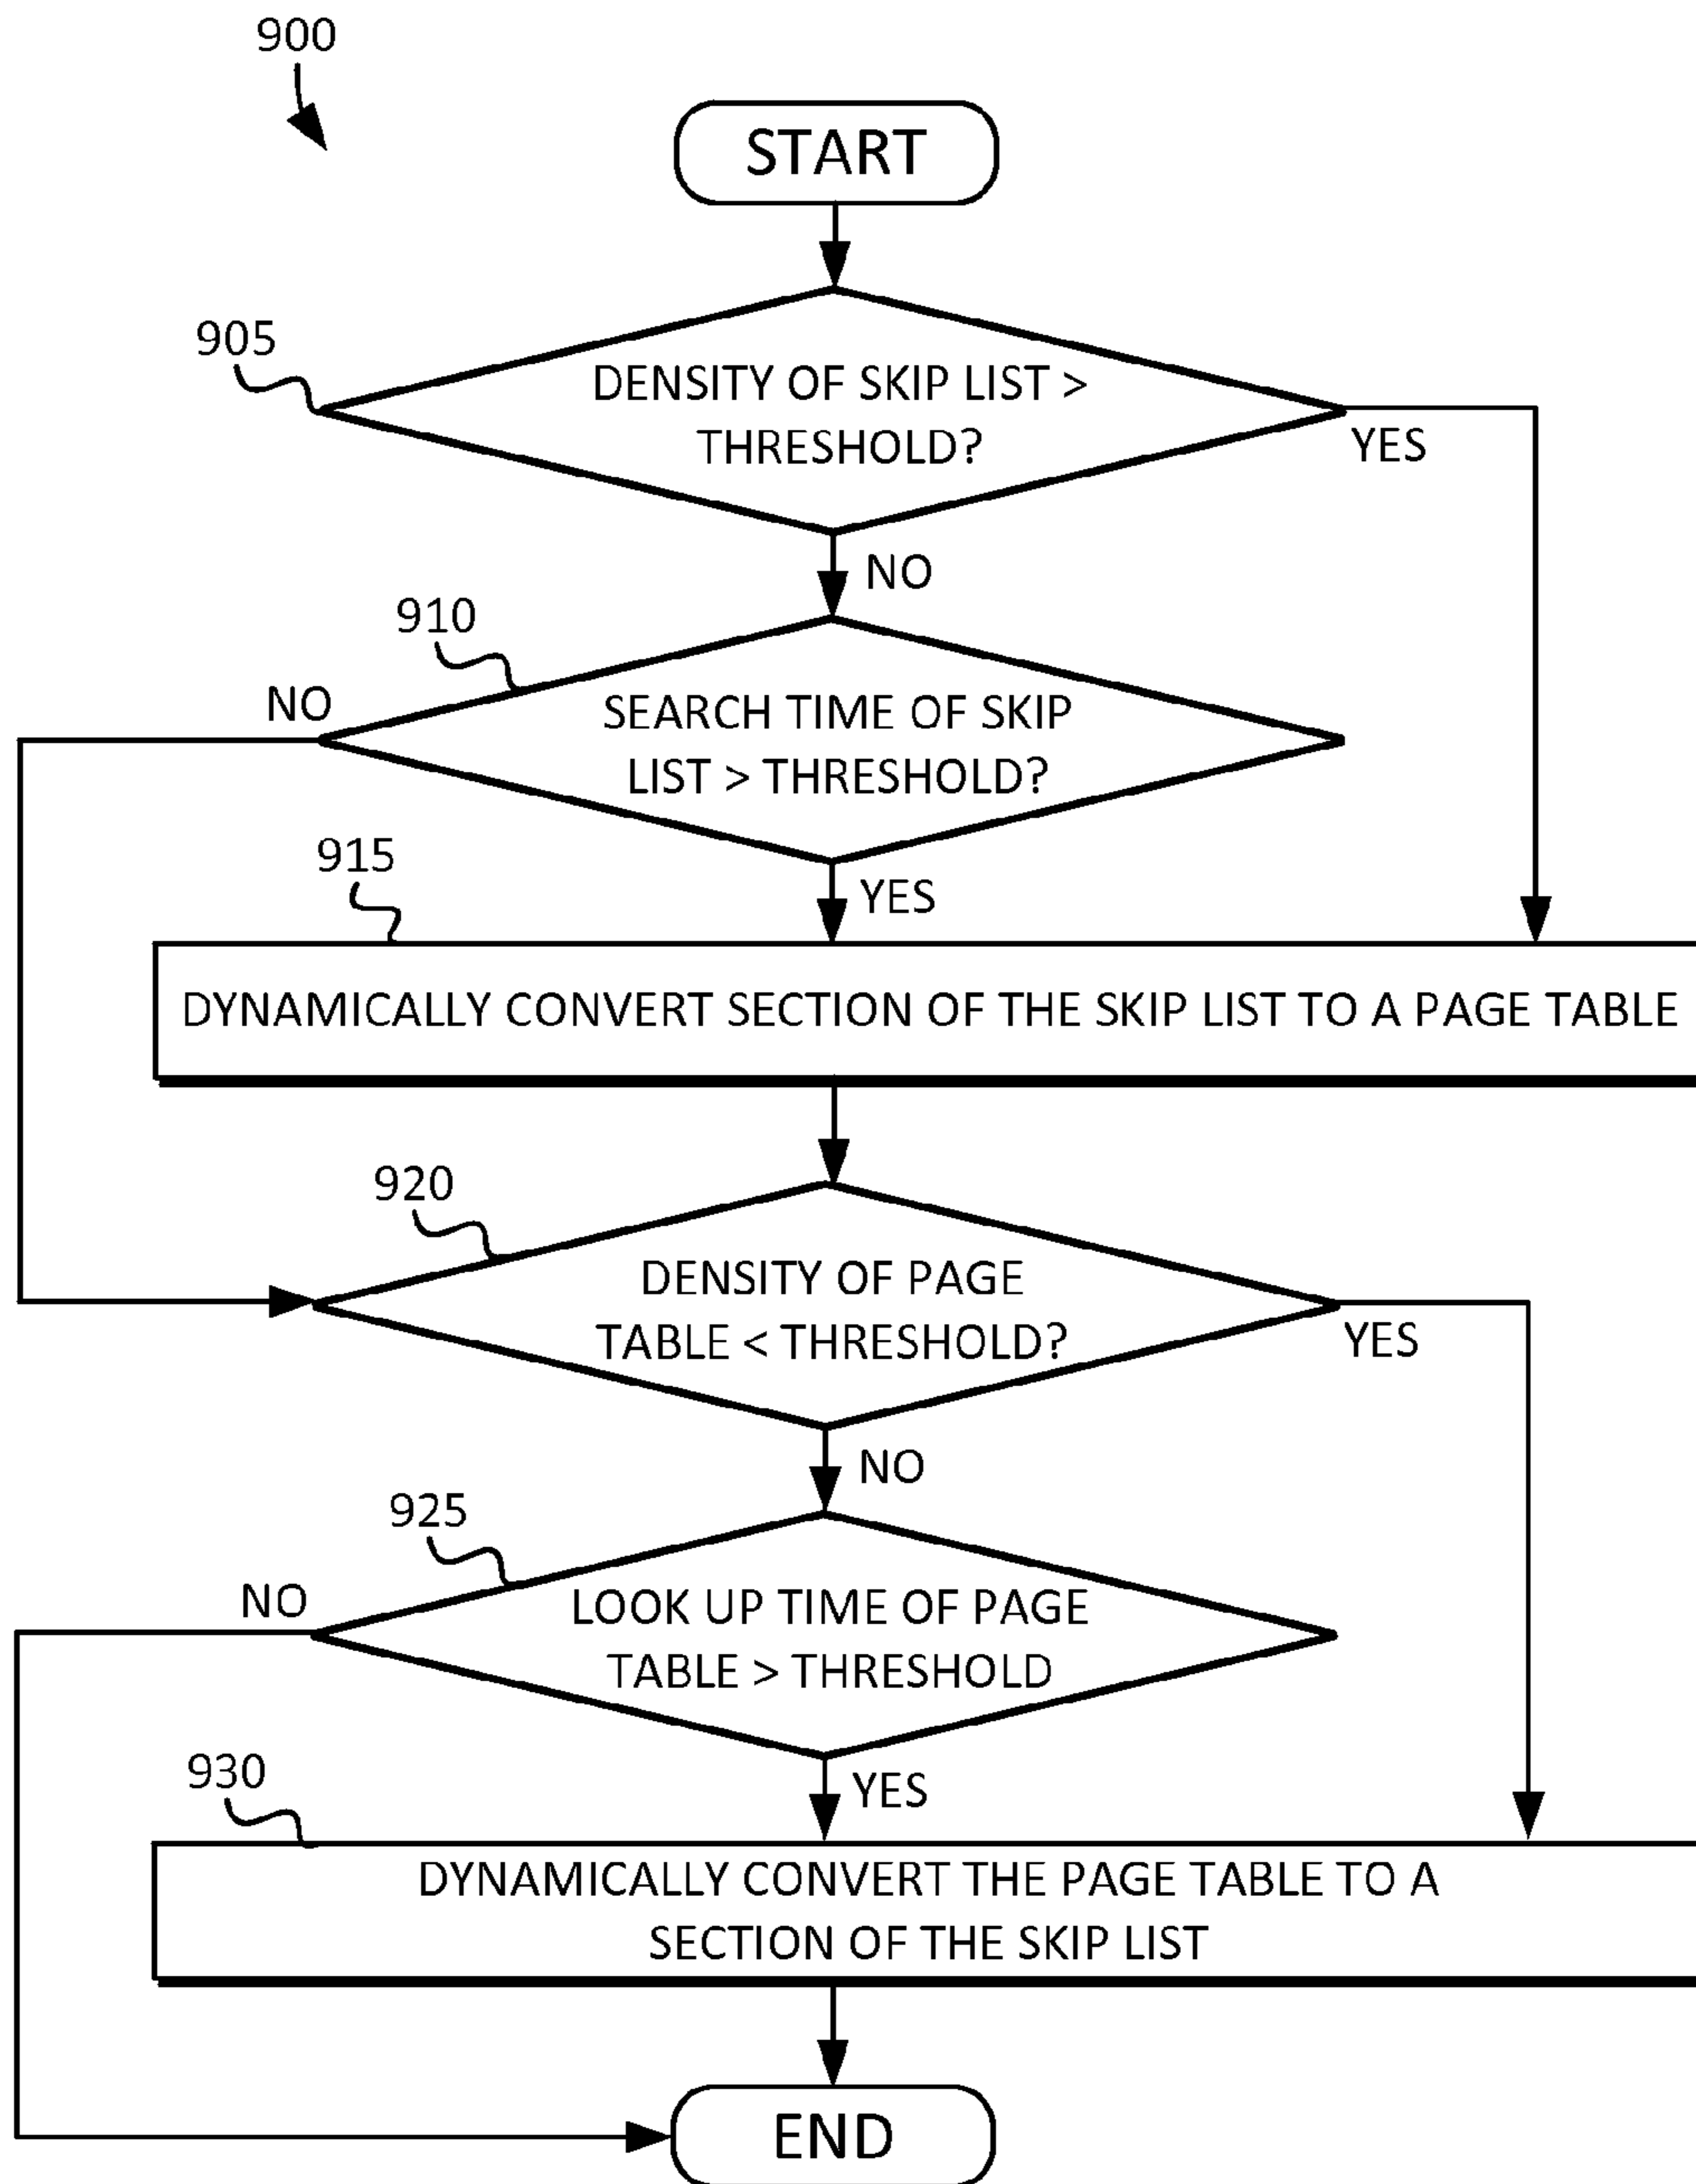 900
START
905
DENSITY OF SKIP LIST >
THRESHOLD?
YES
NO
910
NO
SEARCH TIME OF SKIP
LIST > THRESHOLD?
915
YES
DYNAMICALLY CONVERT SECTION OF THE SKIP LIST TO A PAGE TABLE
920
DENSITY OF PAGE
TABLE < THRESHOLD?
YES
NO
925
NO
LOOK UP TIME OF PAGE
TABLE > THRESHOLD
930
YES
DYNAMICALLY CONVERT THE PAGE TABLE TO A
SECTION OF THE SKIP LIST
END